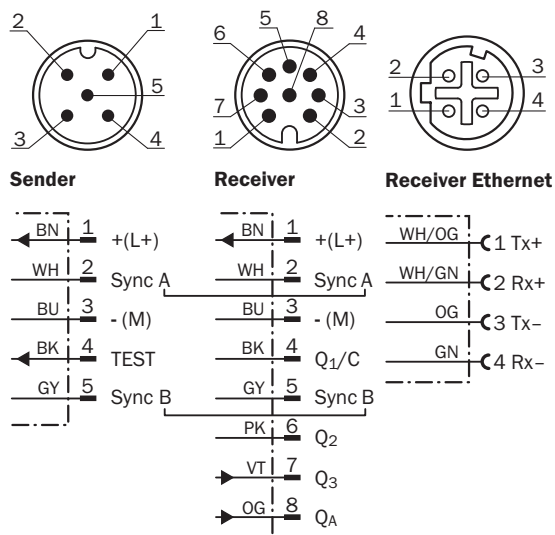 2 1 5 3 4
5 8 6 4 7 3 1 2
2 3 1 4
Sender
BN 1 +(L+)
WH 2 Sync A
BU 3 - (M)
BK 4 TEST
GY 5 Sync B
Receiver
BN 1 +(L+)
WH 2 Sync A
BU 3 - (M)
BK 4 Q1/C
GY 5 Sync B
PK 6 Q2
VT 7 Q3
OG 8 QA
Receiver Ethernet
WH/OG 1 Tx+
WH/GN 2 Rx+
OG 3 Tx–
GN 4 Rx–